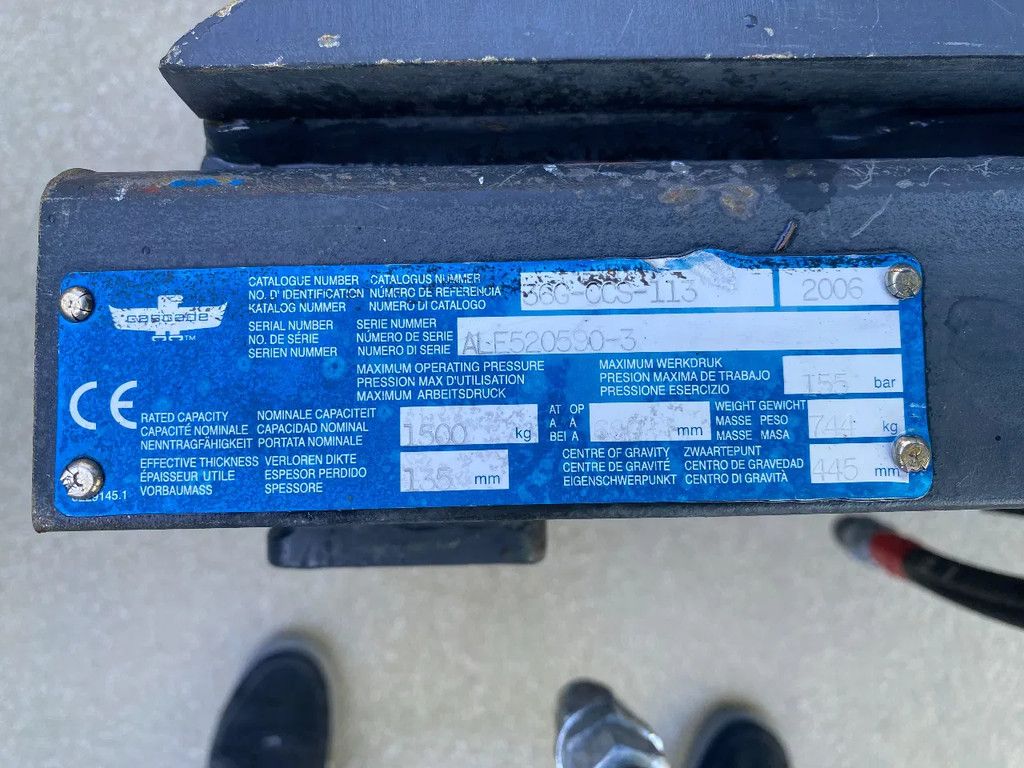 cascade TM
CATALOGUE NUMBER CATALOGUS NUMMER
NO. D'IDENTIFICATION NÚMERO DE REFERENCIA 36G-CCS-113 2006
KATALOG NUMMER NUMERO DI CATALOGO
SERIAL NUMBER SERIE NUMMER
NO. DE SÉRIE NÚMERO DE SERIE ALF520590-3
SERIEN NUMMER NUMERO DI SERIE
MAXIMUM OPERATING PRESSURE MAXIMUM WERKDRUK
PRESSION MAX D'UTILISATION PRESION MAXIMA DE TRABAJO 155 bar
MAXIMUM ARBEITSDRUCK PRESSIONE ESERCIZIO
CE
RATED CAPACITY NOMINALE CAPACITEIT AT OP WEIGHT GEWICHT
CAPACITÉ NOMINALE CAPACIDAD NOMINAL 1500 kg A A mm MASSE PESO 744 kg
NENNTRAGFÄHIGKEIT PORTATA NOMINALE BEI A MASSE MASA
EFFECTIVE THICKNESS VERLOREN DIKTE CENTRE OF GRAVITY ZWAARTEPUNT
ÉPAISSEUR UTILE ESPESOR PERDIDO 135 mm CENTRE DE GRAVITÉ CENTRO DE GRAVEDAD 445 mm
VORBAUMASS SPESSORE EIGENSCHWERPUNKT CENTRO DI GRAVITÀ